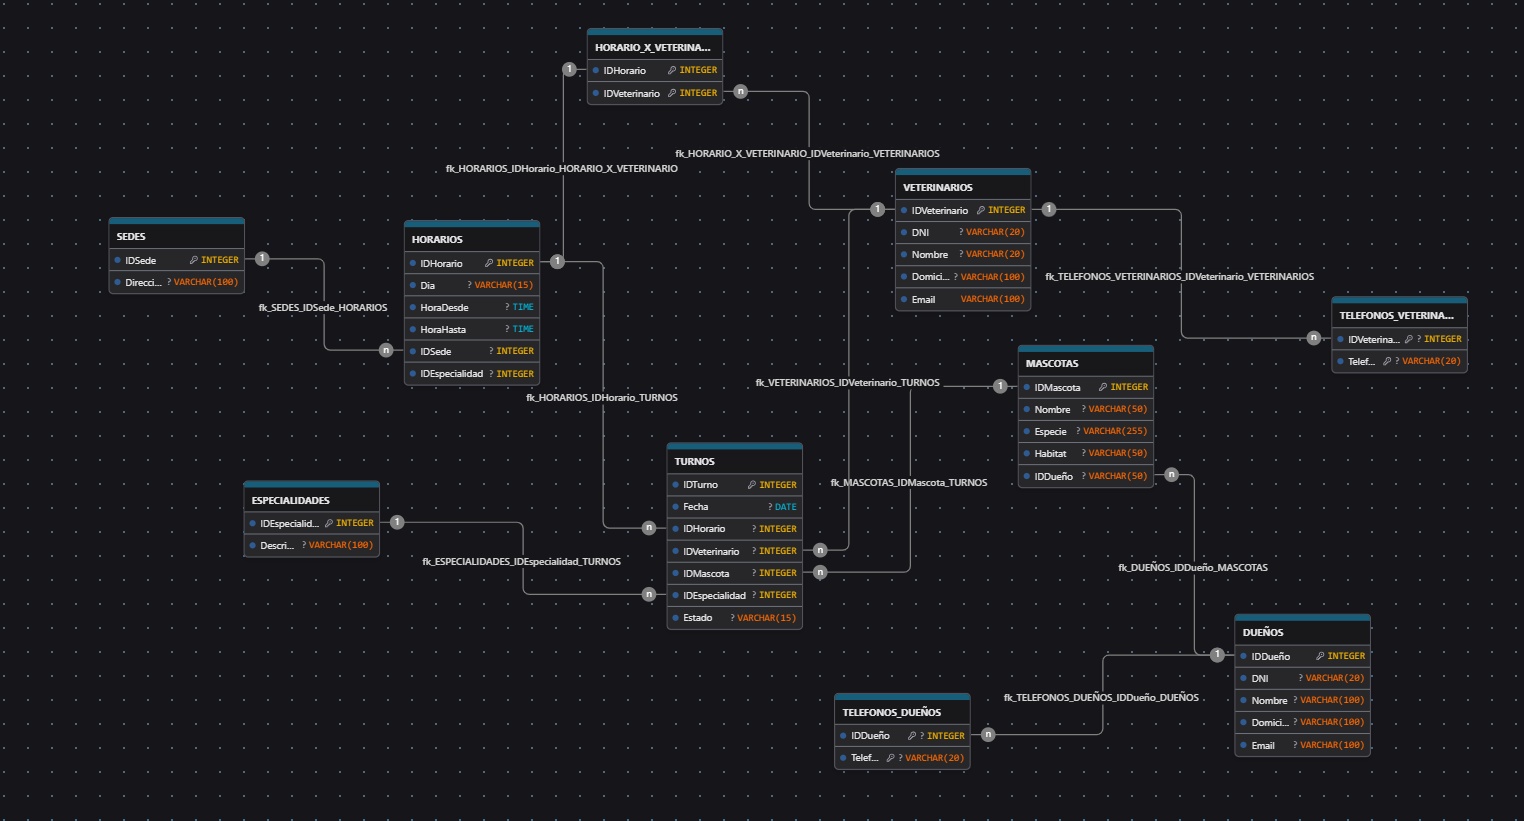 HORARIO_X_VETERINA...
IDHorario INTEGER
IDVeterinario INTEGER
1
n
fk_HORARIO_X_VETERINARIO_IDVeterinario_VETERINARIOS
fk_HORARIOS_IDHorario_HORARIO_X_VETERINARIO
VETERINARIOS
IDVeterinario INTEGER
DNI ? VARCHAR(20)
Nombre ? VARCHAR(20)
Domici... ? VARCHAR(100)
Email VARCHAR(100)
1
1
SEDES
IDSede INTEGER
Direcci... ? VARCHAR(100)
1
fk_SEDES_IDSede_HORARIOS
n
HORARIOS
IDHorario INTEGER
Dia ? VARCHAR(15)
HoraDesde ? TIME
HoraHasta ? TIME
IDSede ? INTEGER
IDEspecialidad ? INTEGER
1
fk_HORARIOS_IDHorario_TURNOS
fk_TELEFONOS_VETERINARIOS_IDVeterinario_VETERINARIOS
n
TELEFONOS_VETERINA...
IDVeterina... ? INTEGER
Telef... ? VARCHAR(20)
MASCOTAS
IDMascota INTEGER
Nombre ? VARCHAR(50)
Especie ? VARCHAR(255)
Habitat ? VARCHAR(50)
IDDueño ? VARCHAR(50)
1
n
fk_VETERINARIOS_IDVeterinario_TURNOS
fk_MASCOTAS_IDMascota_TURNOS
TURNOS
IDTurno INTEGER
Fecha ? DATE
IDHorario ? INTEGER
IDVeterinario ? INTEGER
IDMascota ? INTEGER
IDEspecialidad ? INTEGER
Estado ? VARCHAR(15)
n
n
n
n
ESPECIALIDADES
IDEspecialid... INTEGER
Descri... ? VARCHAR(100)
1
fk_ESPECIALIDADES_IDEspecialidad_TURNOS
fk_DUEÑOS_IDDueño_MASCOTAS
DUEÑOS
IDDueño INTEGER
DNI ? VARCHAR(20)
Nombre ? VARCHAR(100)
Domici... ? VARCHAR(100)
Email ? VARCHAR(100)
1
fk_TELEFONOS_DUEÑOS_IDDueño_DUEÑOS
TELEFONOS_DUEÑOS
IDDueño ? INTEGER
Telef... ? VARCHAR(20)
n